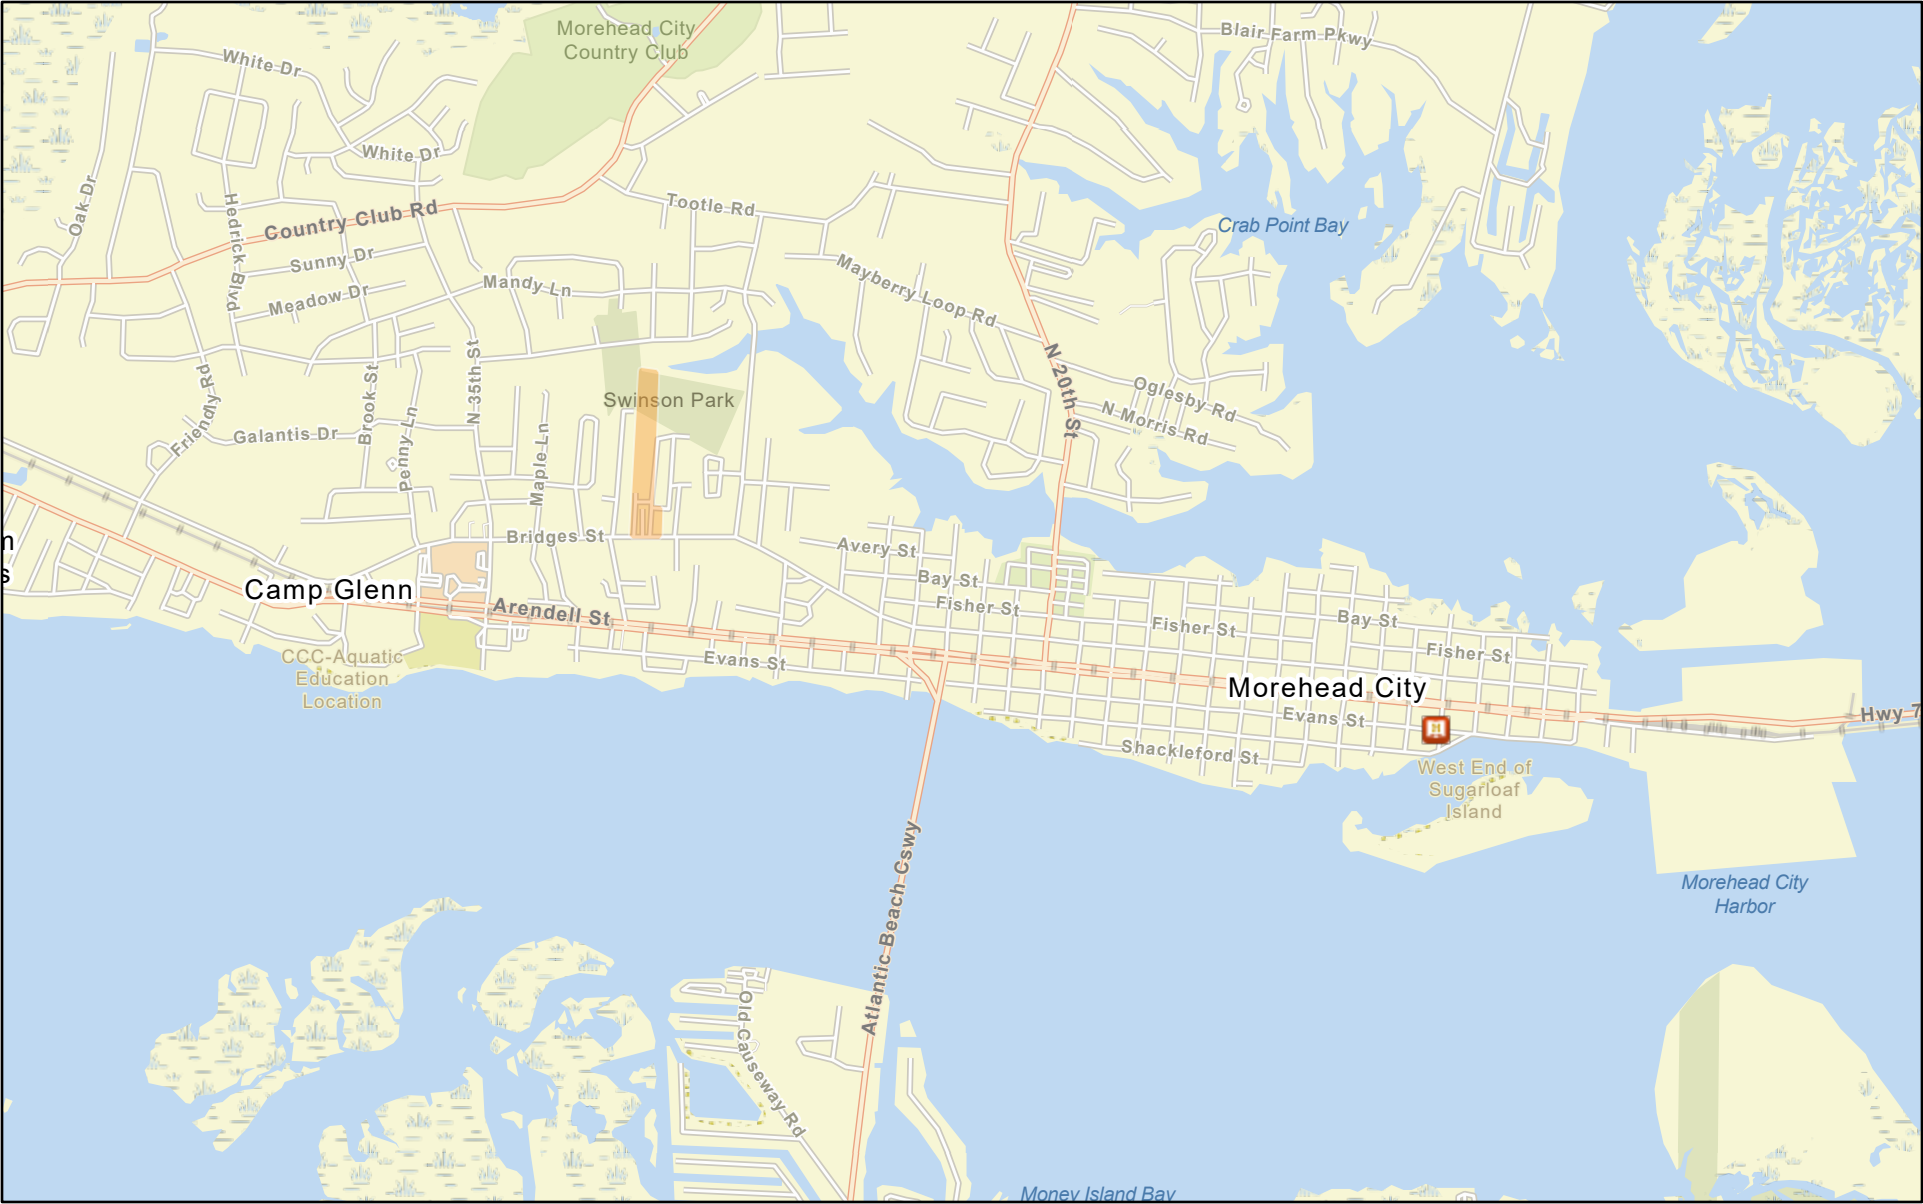 Morehead City
Country Club
Blair Farm Pkwy
White Dr
White Dr
Oak Dr
Hedrick Blvd
Country Club Rd
Tootle Rd
Crab Point Bay
Sunny Dr
Meadow Dr
Mandy Ln
Mayberry Loop Rd
N 20th St
N 35th St
Swinson Park
Oglesby Rd
N Morris Rd
Friendly Rd
Galantis Dr
Brook St
Penny Ln
Maple Ln
Bridges St
Avery St
Bay St
Fisher St
Camp Glenn
Arendell St
Fisher St
Bay St
Fisher St
CCC-Aquatic
Education
Location
Evans St
Morehead City
Evans St
Hwy 7
Shackleford St
West End of
Sugarloaf
Island
Atlantic Beach Cswy
Morehead City
Harbor
Old Causeway Rd
Money Island Bay